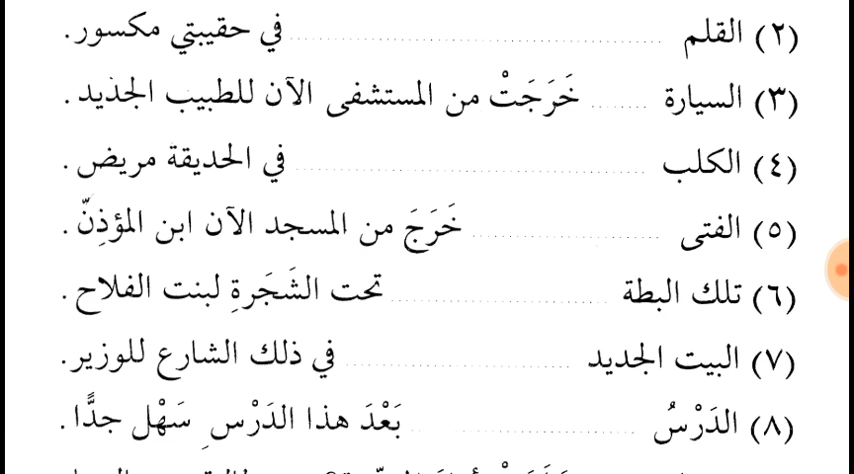 (٢) القلم ........................ في حقيبتي مكسور.
(٣) السيارة ........ خَرَجَتْ من المستشفى الآن للطبيب الجديد.
(٤) الكلب ........................ في الحديقة مريض.
(٥) الفتى ........................ خَرَجَ من المسجد الآن ابن المؤذِنّ.
(٦) تلك البطة ........................ تحت الشَجَرةِ لبنت الفلاح.
(٧) البيت الجديد ........................ في ذلك الشارع للوزير.
(٨) الدَرْسُ ........................ بَعْدَ هذا الدَرْسِ سَهْل جدًّا.